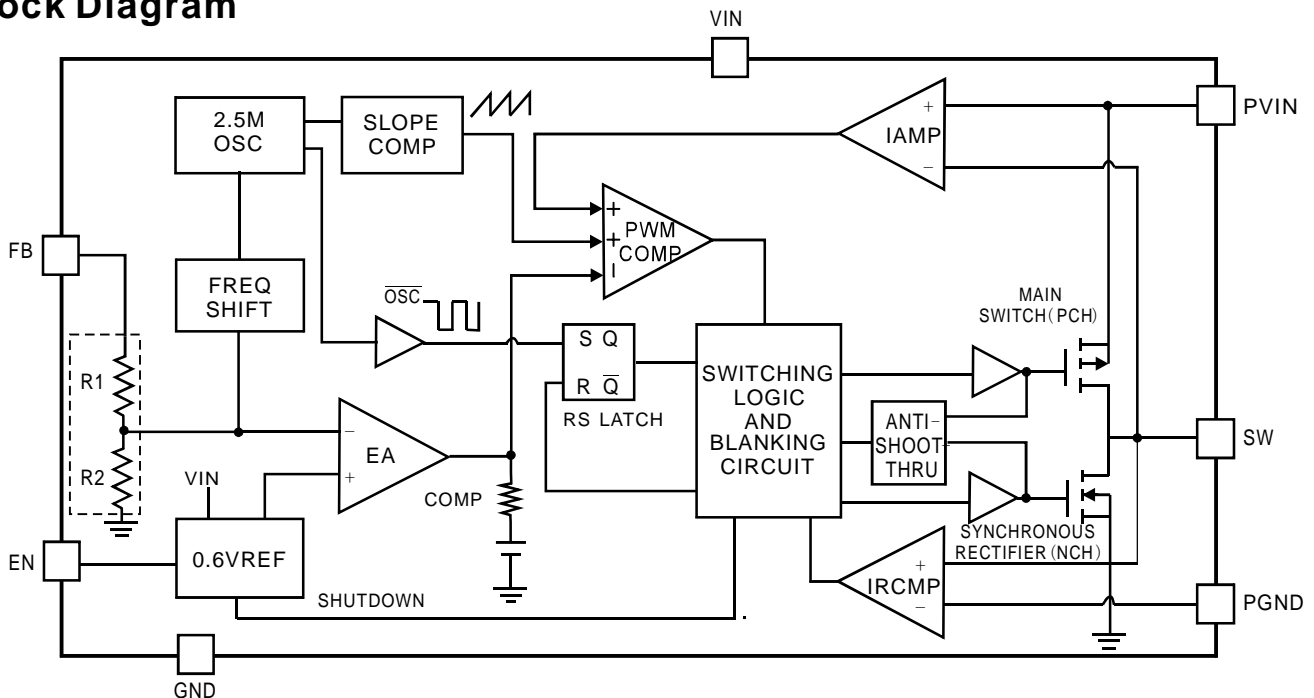 ock Diagram
VIN
PVIN
2.5M
OSC
SLOPE
COMP
+
IAMP
−
FB
FREQ
SHIFT
+
+
−
PWM
COMP
OSC
MAIN
SWITCH(PCH)
R1
S Q
R Q
RS LATCH
SWITCHING
LOGIC
AND
BLANKING
CIRCUIT
ANTI-
SHOOT-
THRU
SW
R2
−
EA
+
VIN
COMP
SYNCHRONOUS
RECTIFIER (NCH)
EN
0.6VREF
+
IRCMP
−
SHUTDOWN
PGND
GND